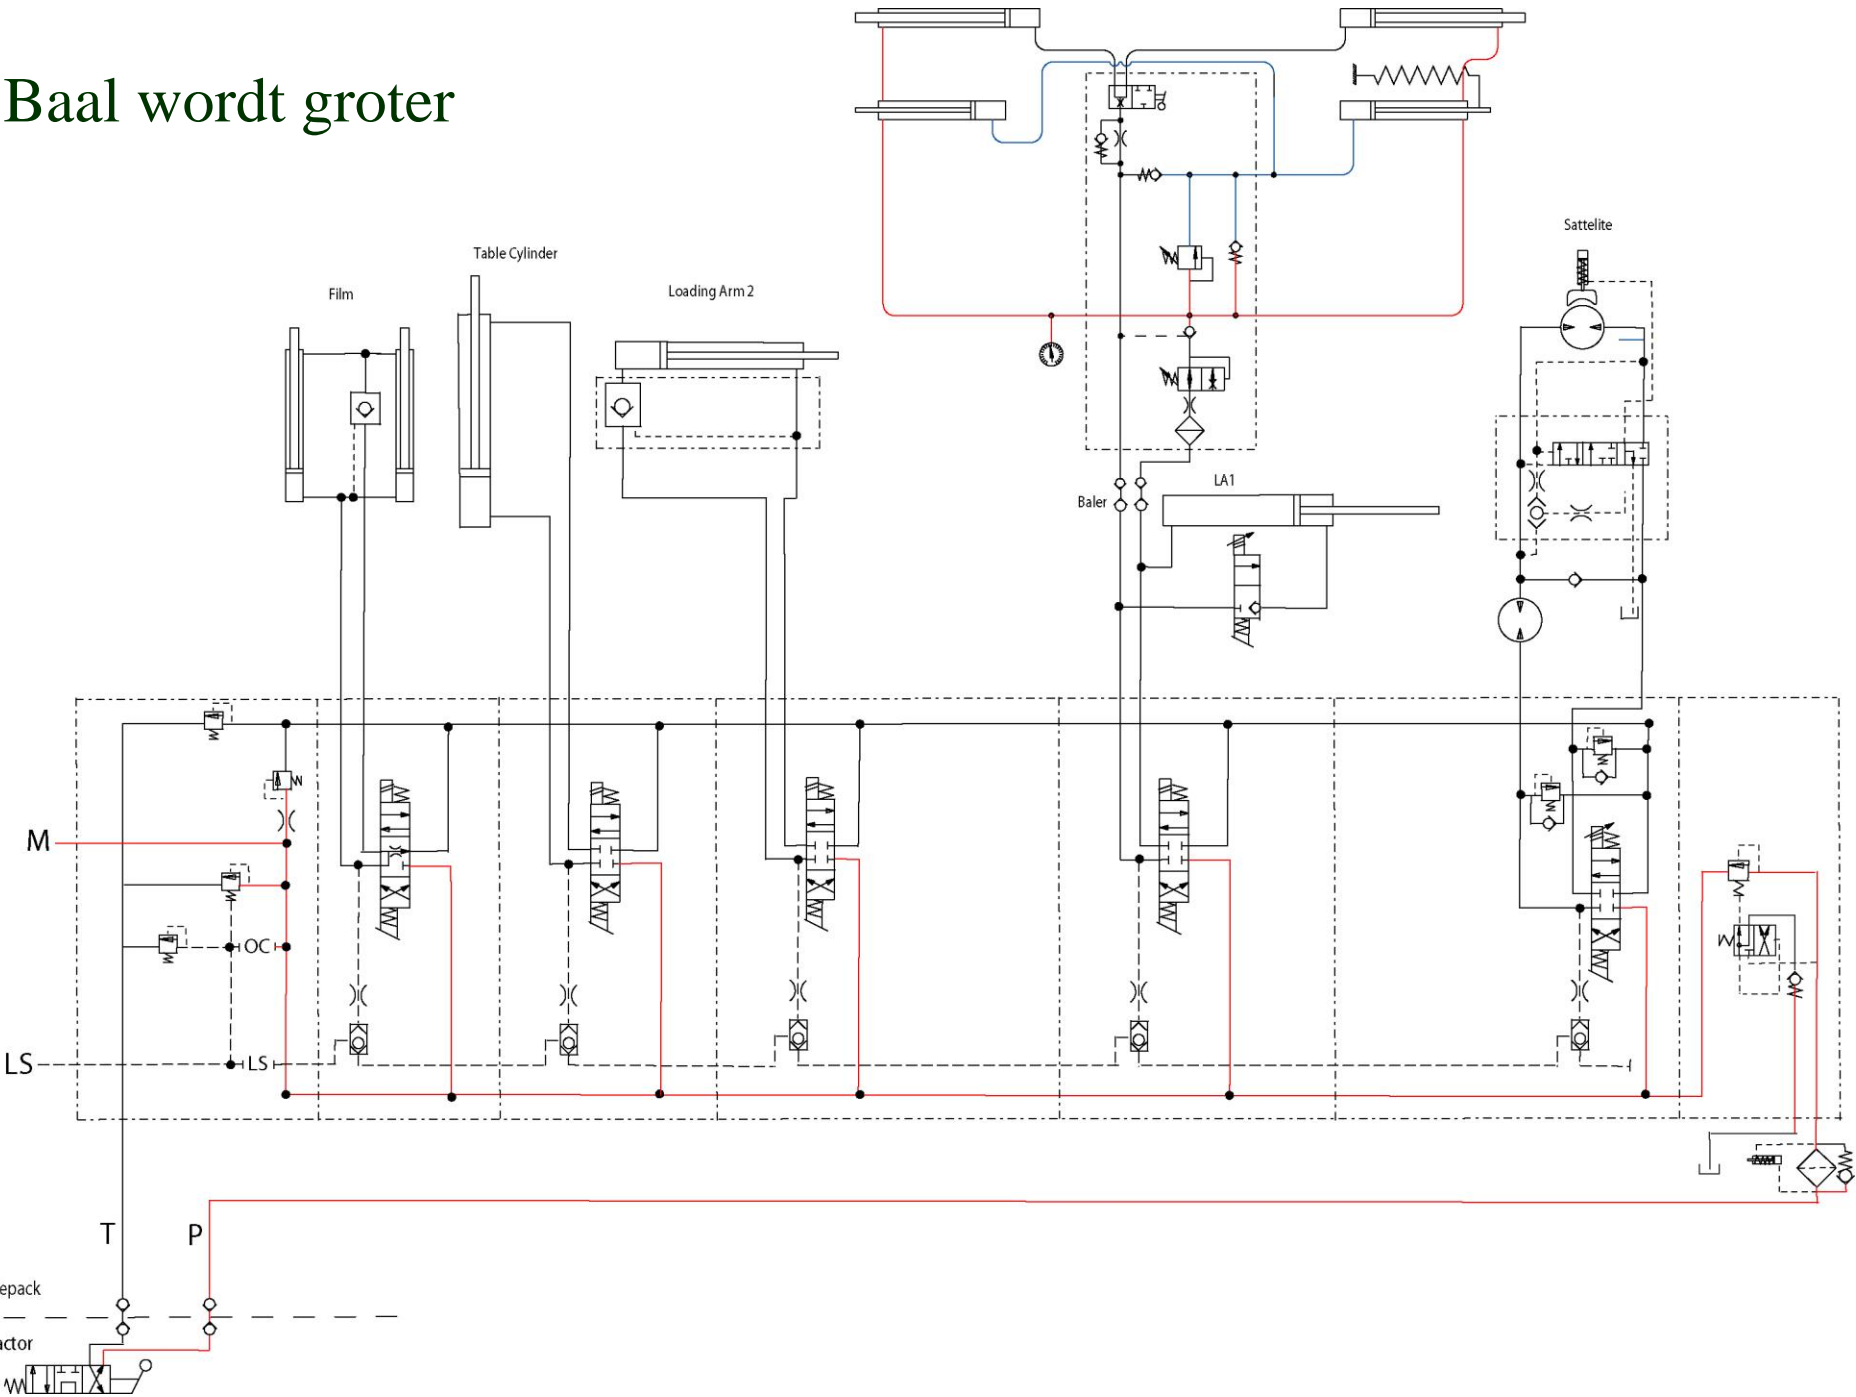 Baal wordt groter
Sattelite
Table Cylinder
Film
Loading Arm 2
LA1
Baler
M
OC
LS
LS
T
P
epack
actor